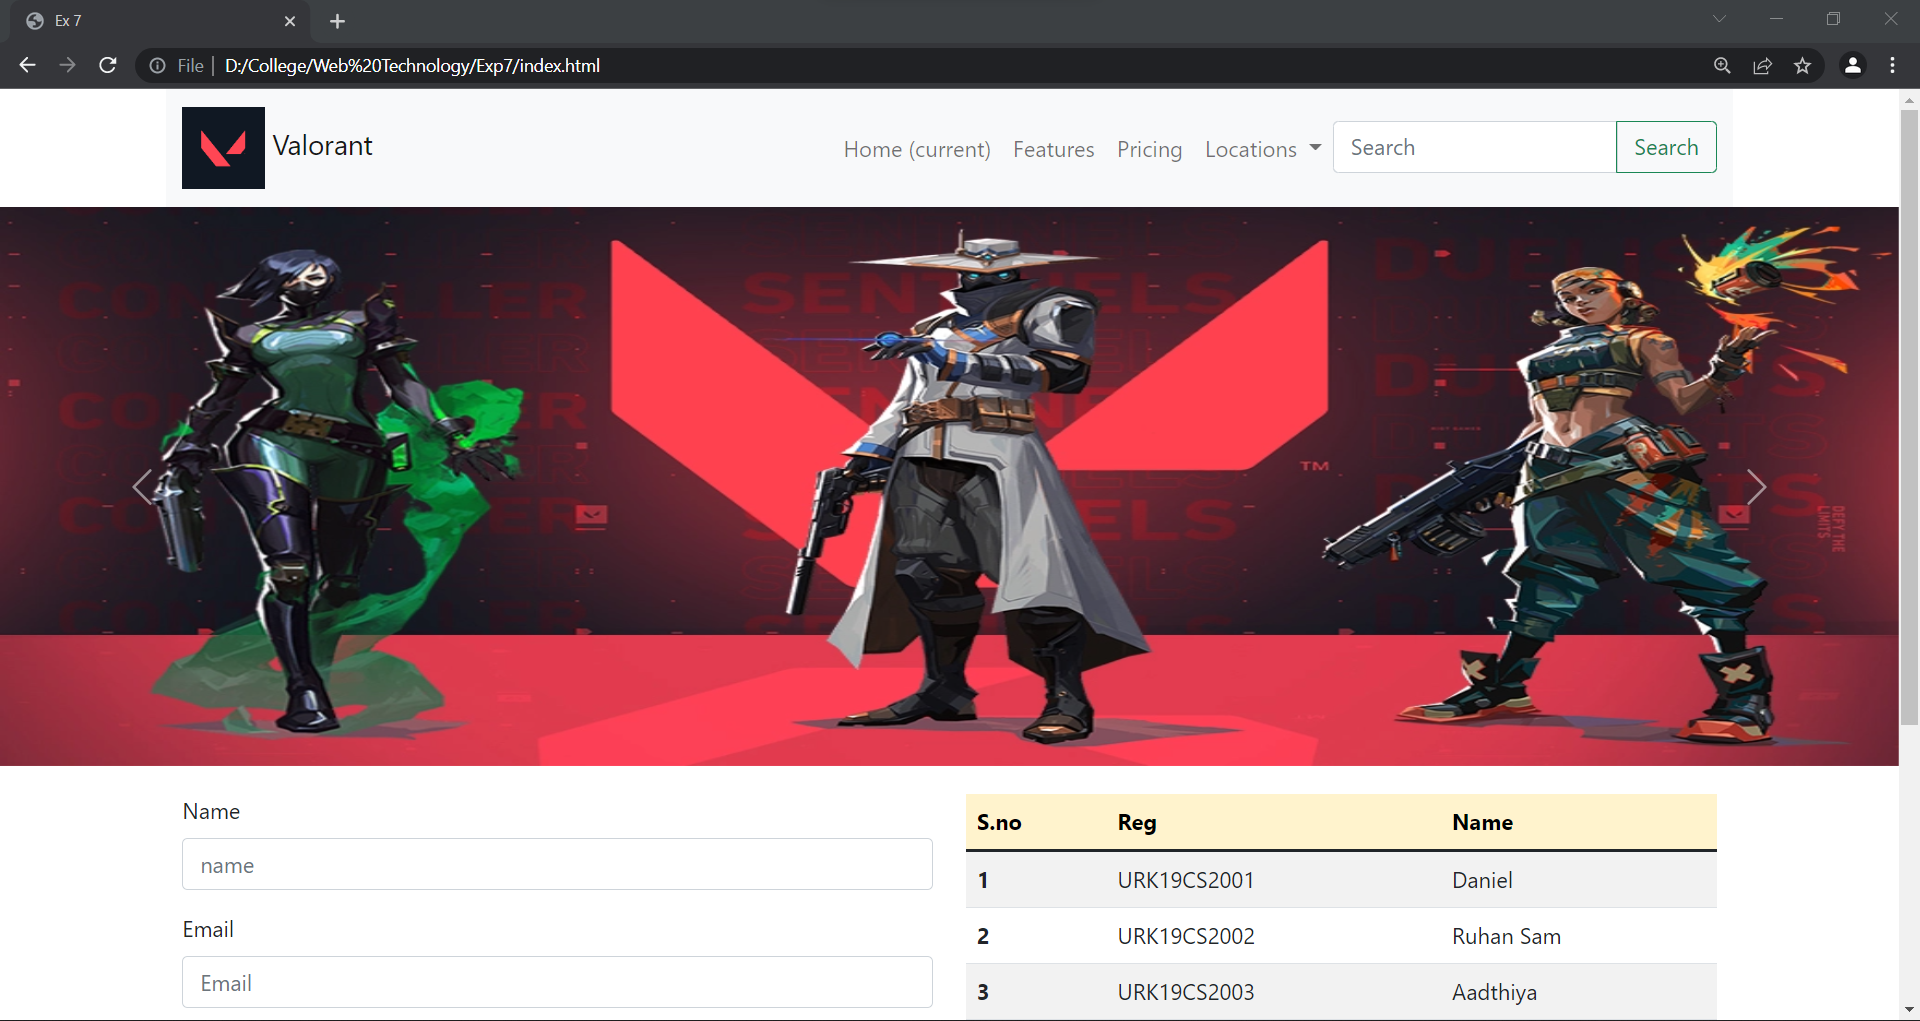 Ex 7
File | D:/College/Web%20Technology/Exp7/index.html
Valorant Home (current) Features Pricing Locations Search Search
CONTROLLER SENTINELS DUELISTS
TM
DEFY THE
LIMITS
Name
name
Email
Email
S.no Reg Name
1 URK19CS2001 Daniel
2 URK19CS2002 Ruhan Sam
3 URK19CS2003 Aadthiya